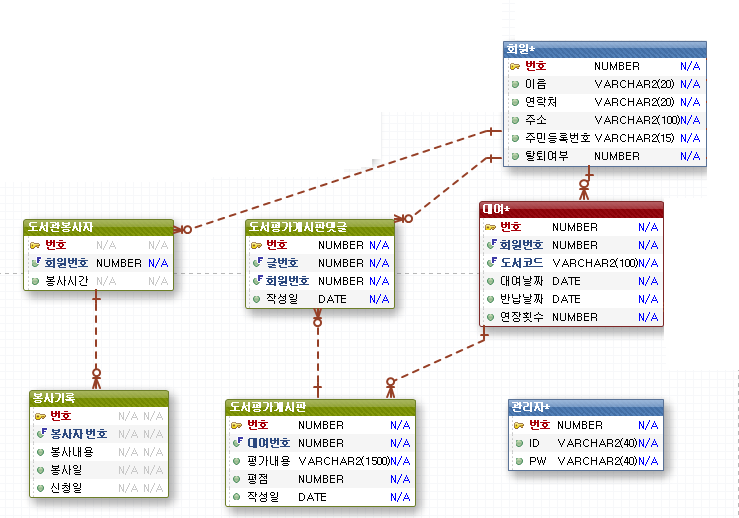 회원*
번호 NUMBER N/A
이름 VARCHAR2(20) N/A
연락처 VARCHAR2(20) N/A
주소 VARCHAR2(100) N/A
주민등록번호 VARCHAR2(15) N/A
탈퇴여부 NUMBER N/A
도서관봉사자
번호 N/A N/A
회원번호 NUMBER N/A
봉사시간 N/A N/A
도서평가게시판댓글
번호 NUMBER N/A
글번호 NUMBER N/A
회원번호 NUMBER N/A
작성일 DATE N/A
대여*
번호 NUMBER N/A
회원번호 NUMBER N/A
도서코드 VARCHAR2(100) N/A
대여날짜 DATE N/A
반납날짜 DATE N/A
연장횟수 NUMBER N/A
봉사기록
번호 N/A N/A
봉사자번호 N/A N/A
봉사내용 N/A N/A
봉사일 N/A N/A
신청일 N/A N/A
도서평가게시판
번호 NUMBER N/A
대여번호 NUMBER N/A
평가내용 VARCHAR2(1500) N/A
평점 NUMBER N/A
작성일 DATE N/A
관리자*
번호 NUMBER N/A
ID VARCHAR2(40) N/A
PW VARCHAR2(40) N/A